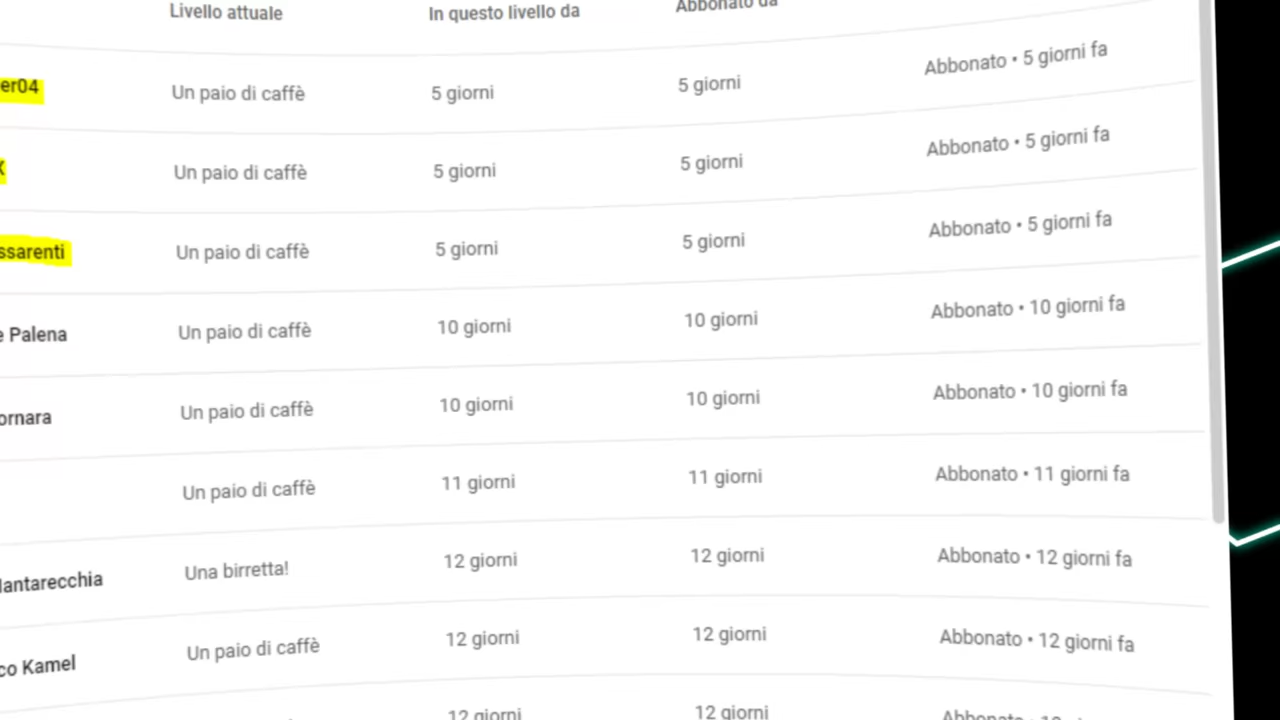 Livello attuale In questo livello da Abbonato da
er04 Un paio di caffè 5 giorni 5 giorni Abbonato • 5 giorni fa
X Un paio di caffè 5 giorni 5 giorni Abbonato • 5 giorni fa
ssarenti Un paio di caffè 5 giorni 5 giorni Abbonato • 5 giorni fa
e Palena Un paio di caffè 10 giorni 10 giorni Abbonato • 10 giorni fa
ornara Un paio di caffè 10 giorni 10 giorni Abbonato • 10 giorni fa
Un paio di caffè 11 giorni 11 giorni Abbonato • 11 giorni fa
Mantarecchia Una birretta! 12 giorni 12 giorni Abbonato • 12 giorni fa
co Kamel Un paio di caffè 12 giorni 12 giorni Abbonato • 12 giorni fa
12 giorni 12 giorni Abbonato